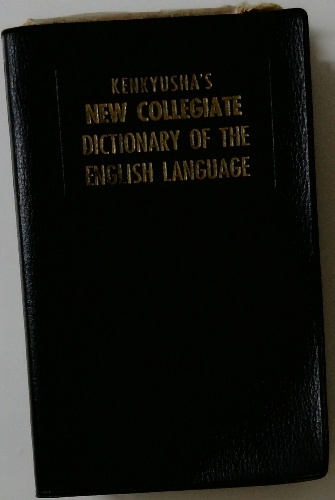 KENKYUSHA'S
NEW COLLEGIATE
DICTIONARY OF THE
ENGLISH LANGUAGE